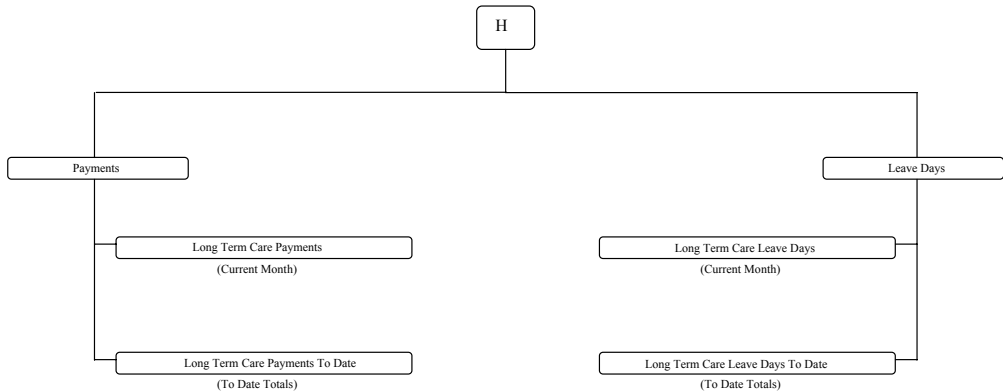 H
Payments
Leave Days
Long Term Care Payments
(Current Month)
Long Term Care Leave Days
(Current Month)
Long Term Care Payments To Date
(To Date Totals)
Long Term Care Leave Days To Date
(To Date Totals)